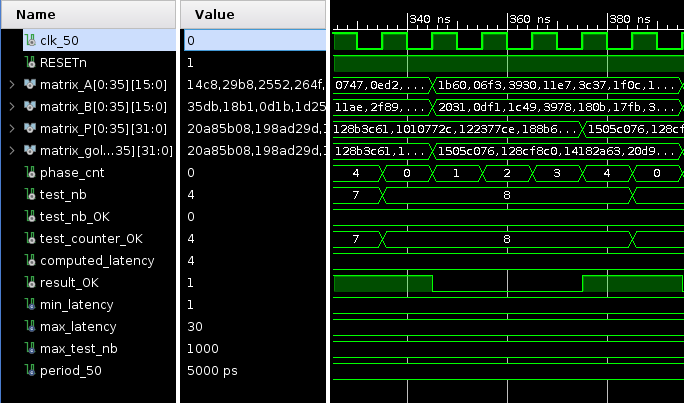 Name Value 340 ns 360 ns 380 ns
clk_50 0
RESETn 1
matrix_A[0:35][15:0] 14c8,29b8,2552,264f, 0747,0ed2,... 1b60,06f3,3930,11e7,3c37,1f0c,1...
matrix_B[0:35][15:0] 35db,18b1,0d1b,1d25 11ae,2f89,... 2031,0df1,1c49,3978,180b,17fb,3...
matrix_P[0:35][31:0] 20a85b08,198ad29d, 128b3c61,1010772c,122377ce,188b6... 1505c076,128cf
matrix_gol...35][31:0] 20a85b08,198ad29d, 128b3c61,1... 1505c076,128cf8c0,14182a63,20d9...
phase_cnt 0 4 0 1 2 3 4 0
test_nb 4 7 8
test_nb_OK 0
test_counter_OK 4 7 8
computed_latency 4
result_OK 1
min_latency 1
max_latency 30
max_test_nb 1000
period_50 5000 ps